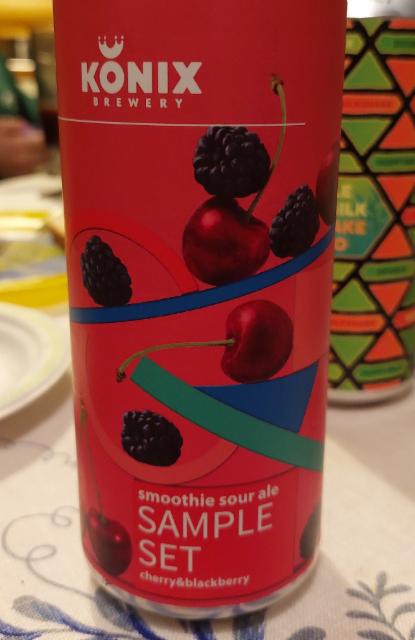 KONIX
BREWERY
smoothie sour ale
SAMPLE
SET
cherry&blackberry